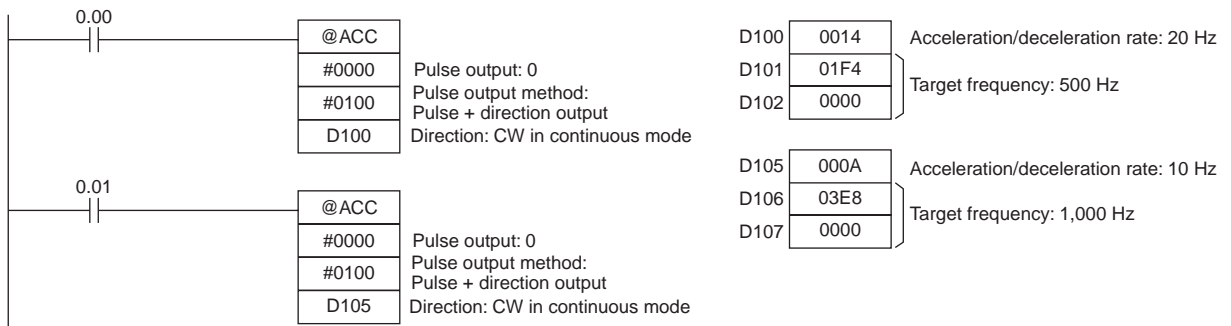 0.00
@ACC
#0000 Pulse output: 0
#0100 Pulse output method:
Pulse + direction output
D100 Direction: CW in continuous mode
0.01
@ACC
#0000 Pulse output: 0
#0100 Pulse output method:
Pulse + direction output
D105 Direction: CW in continuous mode
D100 0014 Acceleration/deceleration rate: 20 Hz
D101 01F4
Target frequency: 500 Hz
D102 0000
D105 000A Acceleration/deceleration rate: 10 Hz
D106 03E8
Target frequency: 1,000 Hz
D107 0000